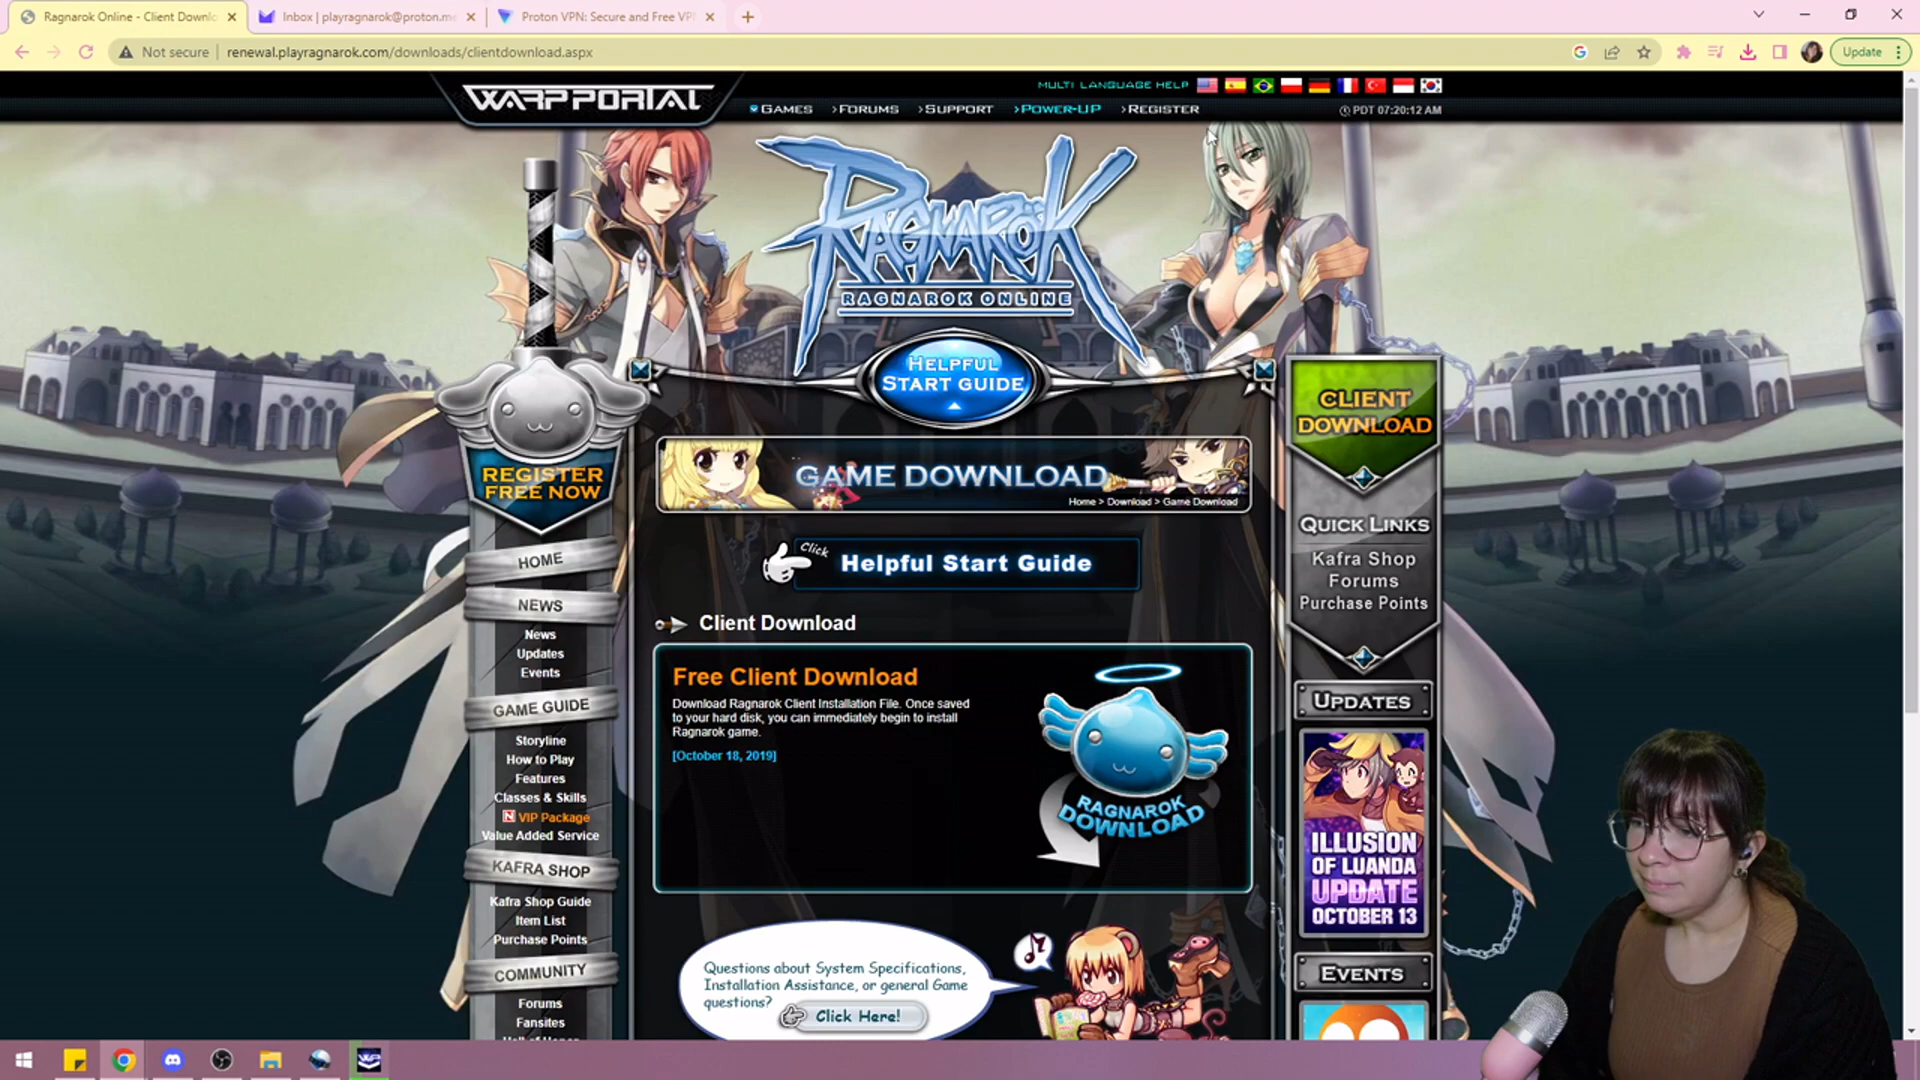 Ragnarok Online - Client Downlo
Inbox | playragnarok@proton.me
Proton VPN: Secure and Free VP
Not secure
renewal.playragnarok.com/downloads/clientdownload.aspx
Update
WARPPORTAL
MULTI LANGUAGE HELP
GAMES
FORUMS
SUPPORT
POWER-UP
REGISTER
PDT 07:20:12 AM
RAGNAROK
RAGNAROK ONLINE
HELPFUL
START GUIDE
REGISTER
FREE NOW
HOME
NEWS
News
Updates
Events
GAME GUIDE
Storyline
How to Play
Features
Classes & Skills
N VIP Package
Value Added Service
KAFRA SHOP
Kafra Shop Guide
Item List
Purchase Points
COMMUNITY
Forums
Fansites
GAME DOWNLOAD
Home > Download > Game Download
Click
Helpful Start Guide
Client Download
Free Client Download
Download Ragnarok Client Installation File. Once saved
to your hard disk, you can immediately begin to install
Ragnarok game.
[October 18, 2019]
RAGNAROK
DOWNLOAD
Questions about System Specifications,
Installation Assistance, or general Game
questions?
Click Here!
CLIENT
DOWNLOAD
QUICK LINKS
Kafra Shop
Forums
Purchase Points
UPDATES
ILLUSION
OF LUANDA
UPDATE
OCTOBER 13
EVENTS
WP